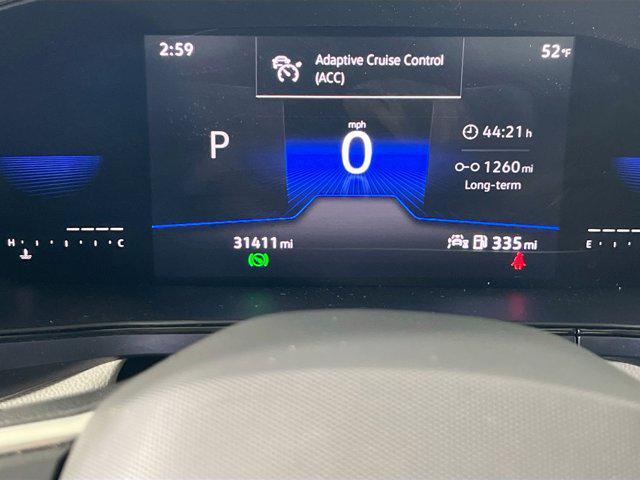 2:59
Adaptive Cruise Control
(ACC)
52°F
P
mph
0
44:21 h
1260 mi
Long-term
H C
31411 mi
335 mi
E